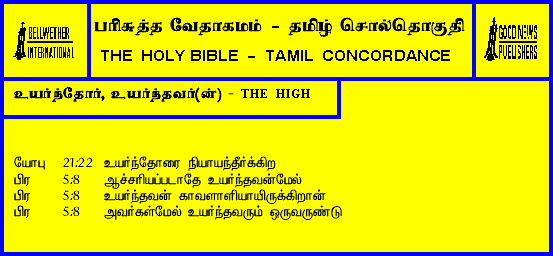 BELLWETHER
INTERNATIONAL
பரிசுத்த வேதாகமம் - தமிழ் சொல்தொகுதி
THE HOLY BIBLE - TAMIL CONCORDANCE
GOOD NEWS
PUBLISHERS
உயர்ந்தோர், உயர்ந்தவர்(ன்) - THE HIGH
யோபு 21:22 உயர்ந்தோரை நியாயந்தீர்க்கிற
பிர 5:8 ஆச்சரியப்படாதே உயர்ந்தவன்மேல்
பிர 5:8 உயர்ந்தவன் காவலாளியாயிருக்கிறான்
பிர 5:8 அவர்கள்மேல் உயர்ந்தவரும் ஒருவருண்டு